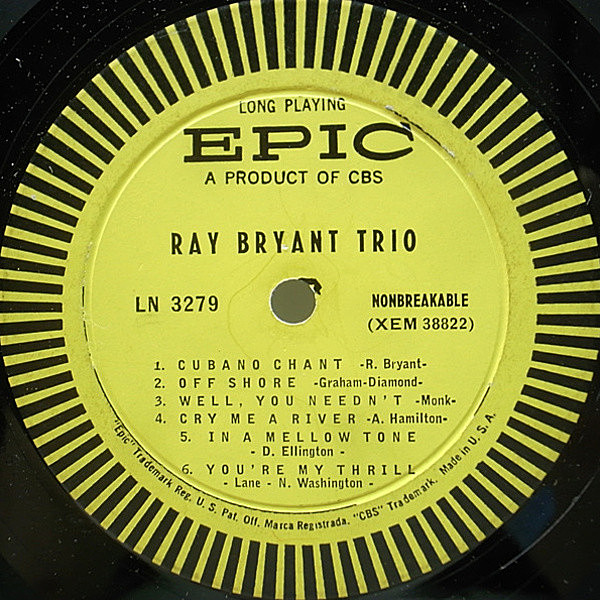 LONG PLAYING
EPIC
A PRODUCT OF CBS
RAY BRYANT TRIO
LN 3279
NONBREAKABLE
(XEM 38822)
1. CUBANO CHANT -R. Bryant-
2. OFF SHORE -Graham-Diamond-
3. WELL, YOU NEEDN'T -Monk-
4. CRY ME A RIVER -A. Hamilton-
5. IN A MELLOW TONE
- D. Ellington -
6. YOU'RE MY THRILL
- Lane - N. Washington -
"Epic" Trademark Reg. U. S. Pat. Off. Marca Registrada. "CBS" Trademark. Made in U. S. A.